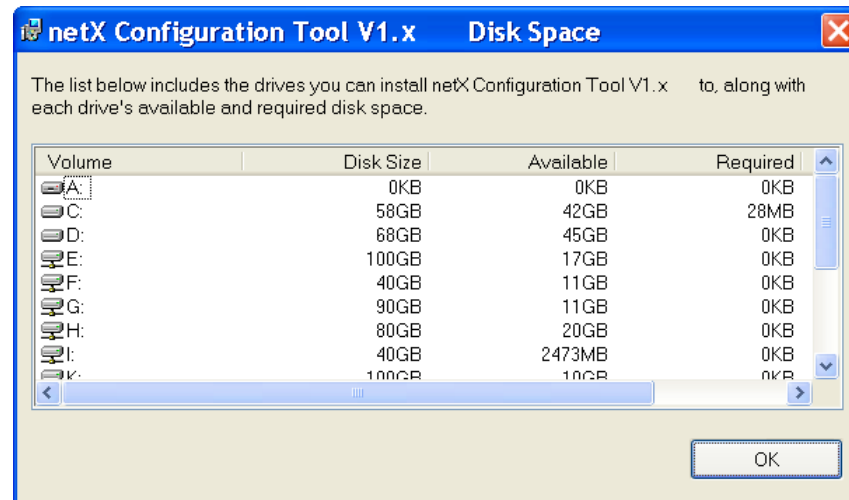 netX Configuration Tool V1.x Disk Space
The list below includes the drives you can install netX Configuration Tool V1.x to, along with
each drive's available and required disk space.
Volume Disk Size Available Required
A: 0KB 0KB 0KB
C: 58GB 42GB 28MB
D: 68GB 45GB 0KB
E: 100GB 17GB 0KB
F: 40GB 11GB 0KB
G: 90GB 11GB 0KB
H: 80GB 20GB 0KB
I: 40GB 2473MB 0KB
K: 100GB 10GB 0KB
OK